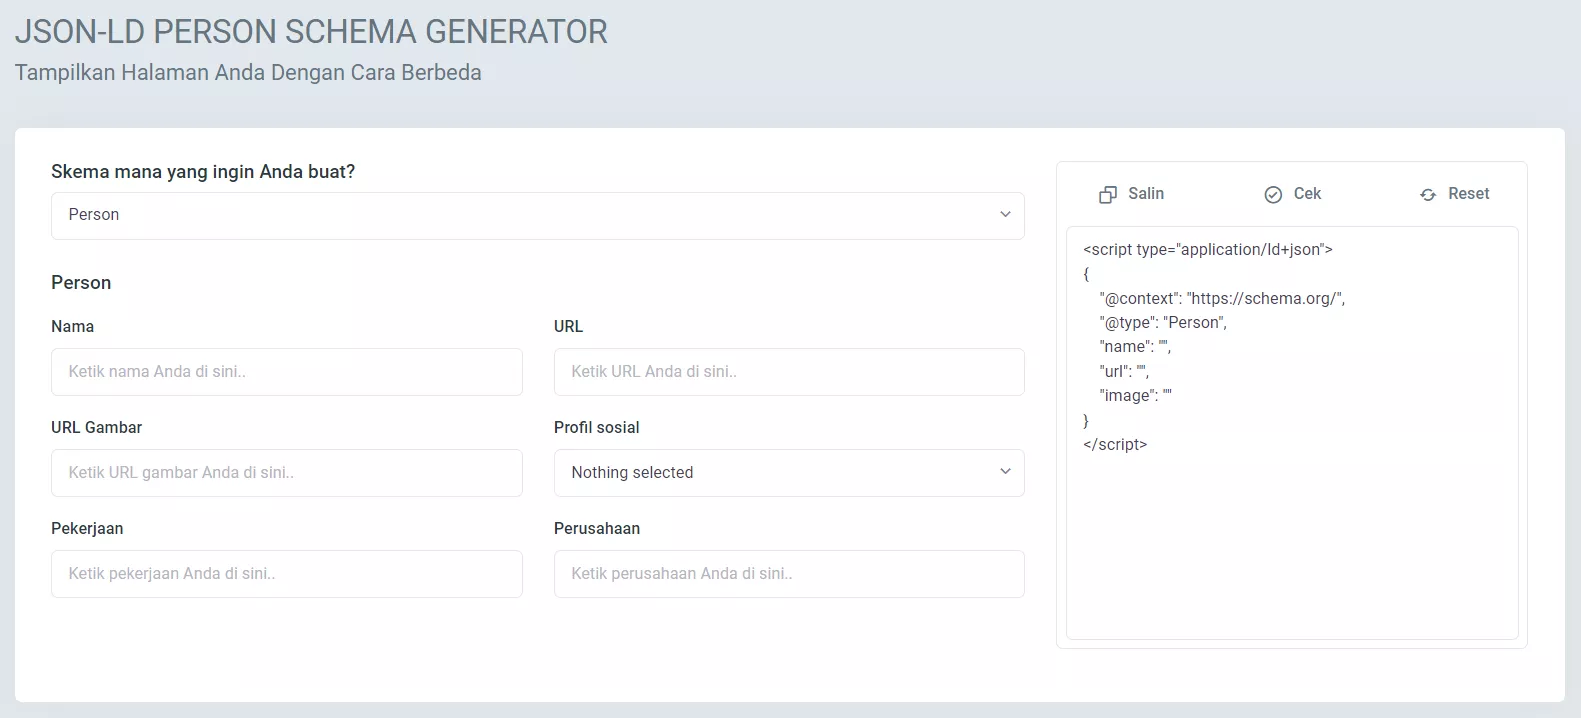 JSON-LD PERSON SCHEMA GENERATOR
Tampilkan Halaman Anda Dengan Cara Berbeda
Skema mana yang ingin Anda buat?
Person
Person
Nama
URL
Ketik nama Anda di sini..
Ketik URL Anda di sini..
URL Gambar
Profil sosial
Ketik URL gambar Anda di sini..
Nothing selected
Pekerjaan
Perusahaan
Ketik pekerjaan Anda di sini..
Ketik perusahaan Anda di sini..
Salin
Cek
Reset
<script type="application/ld+json">
{
"@context": "https://schema.org/",
"@type": "Person",
"name": "",
"url": "",
"image": ""
}
</script>